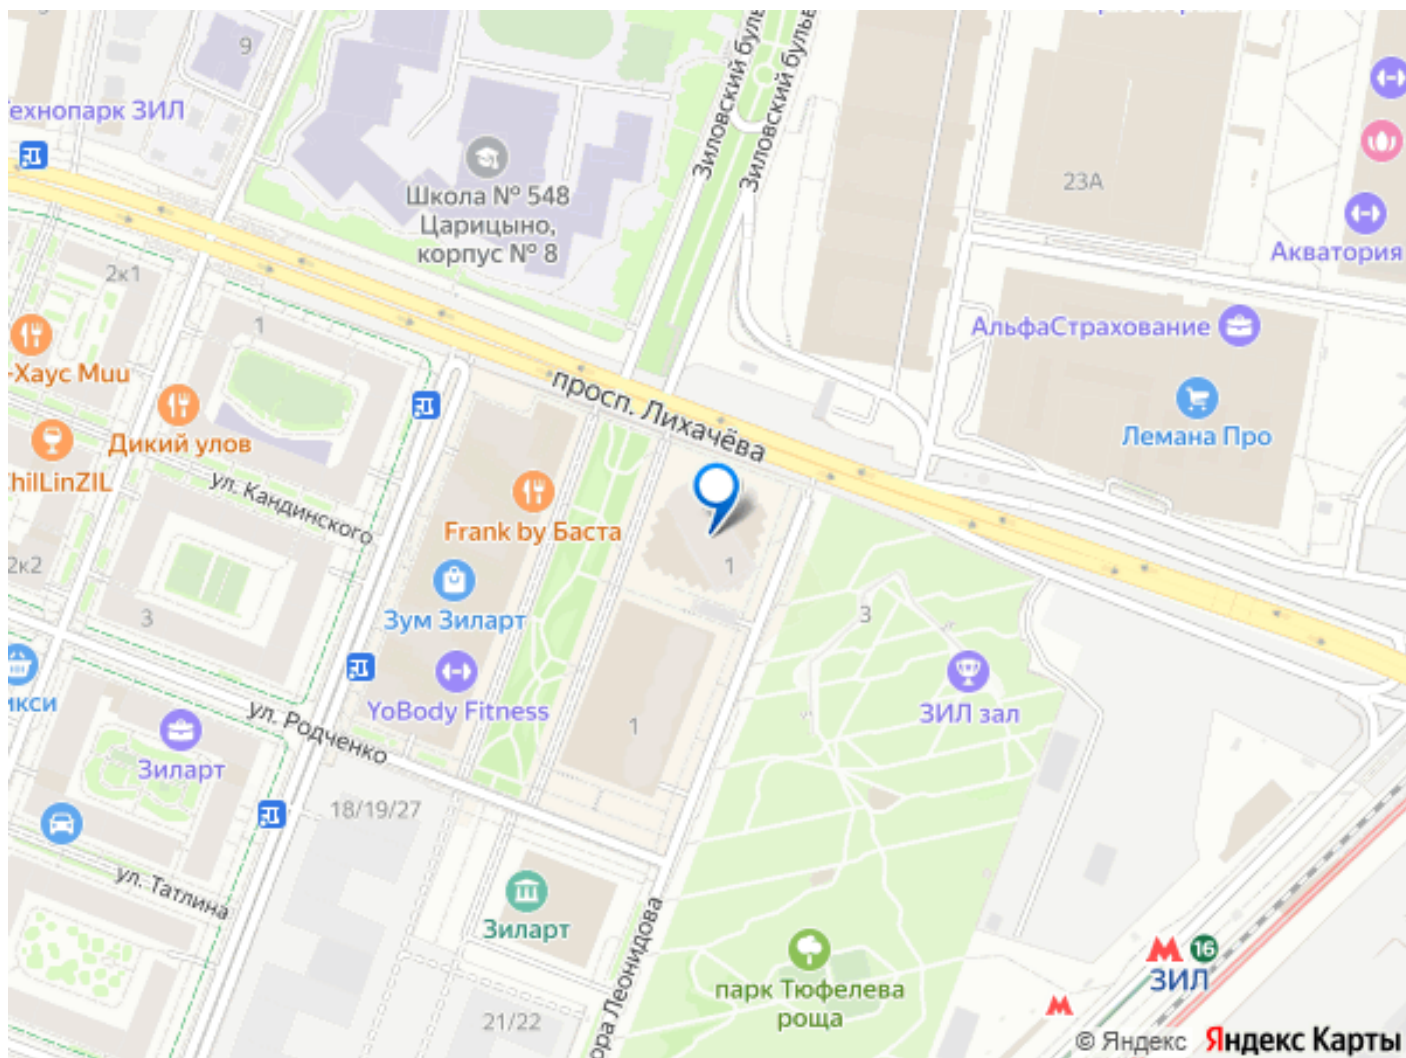 9
ехнопарк ЗИЛ
Зиловский буль
Зиловский бульв
Школа № 548
Царицыно,
корпус № 8
23А
Акватория
2к1
1
АльфаСтрахование
-Хаус Muu
просп. Лихачёва
Лемана Про
Дикий улов
hilLinZIL
ул. Кандинского
Frank by Баста
2к2
1
3
3
Зум Зиларт
икси
YoBody Fitness
ЗИЛ зал
ул. Родченко
1
Зиларт
18/19/27
ул. Татлина
Зиларт
ора Леонидова
16
ЗИЛ
парк Тюфелева
роща
21/22
© Яндекс Яндекс Карты